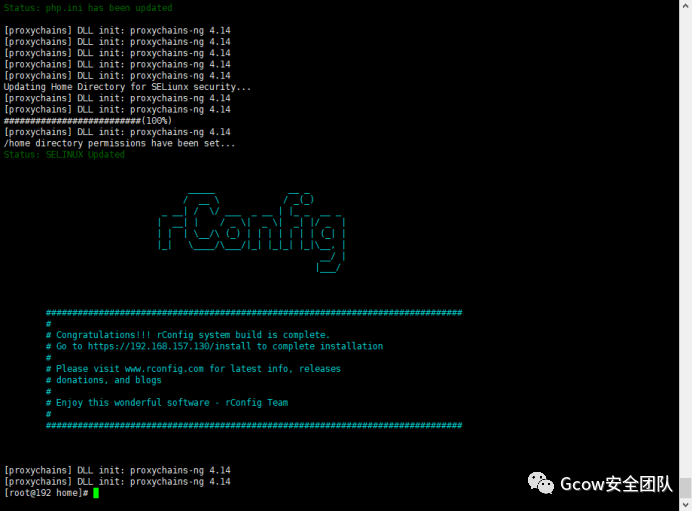 Status: php.ini has been updated
[proxychains] DLL init: proxychains-ng 4.14
[proxychains] DLL init: proxychains-ng 4.14
[proxychains] DLL init: proxychains-ng 4.14
[proxychains] DLL init: proxychains-ng 4.14
[proxychains] DLL init: proxychains-ng 4.14
Updating Home Directory for SELiunx security...
[proxychains] DLL init: proxychains-ng 4.14
[proxychains] DLL init: proxychains-ng 4.14
##########################(100%)
[proxychains] DLL init: proxychains-ng 4.14
/home directory permissions have been set...
Status: SELINUX Updated
rConfig
###############################################################################
#
# Congratulations!!! rConfig system build is complete.
# Go to https://192.168.157.130/install to complete installation
#
# Please visit www.rconfig.com for latest info, releases
# donations, and blogs
#
# Enjoy this wonderful software - rConfig Team
#
###############################################################################
[proxychains] DLL init: proxychains-ng 4.14
[proxychains] DLL init: proxychains-ng 4.14
[root@192 home]#
Gcow安全团队